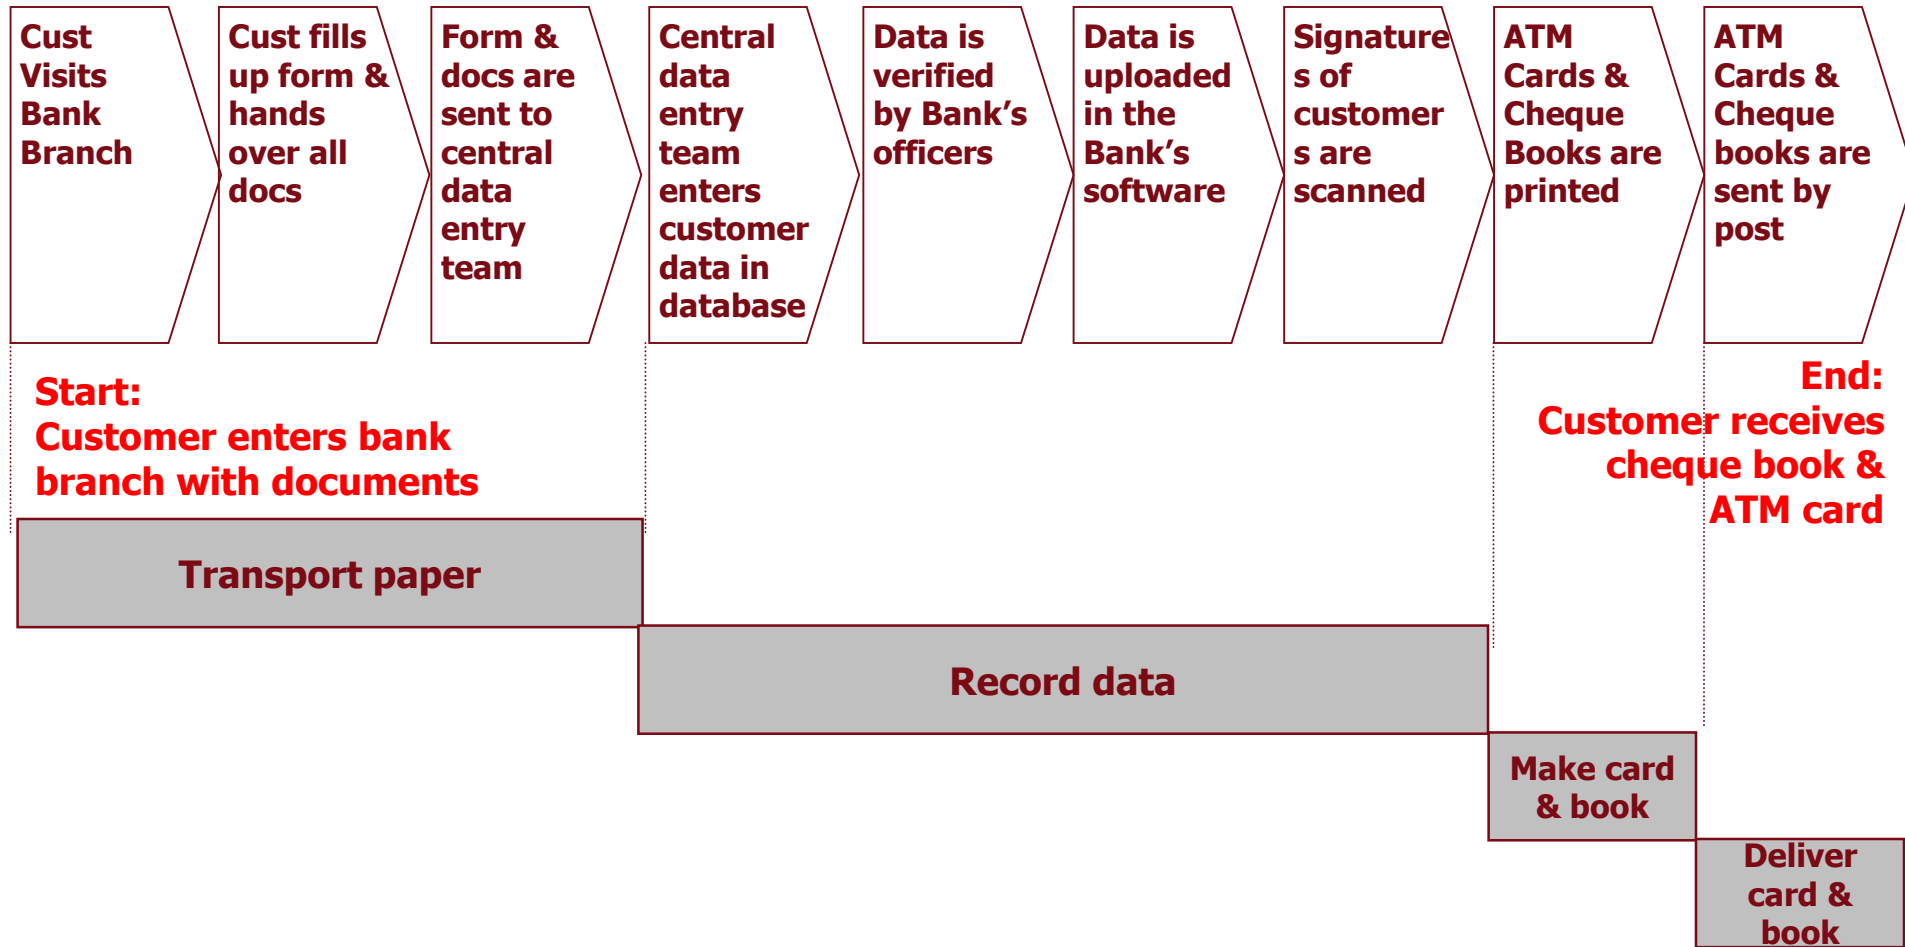 Cust
Visits
Bank
Branch
Cust fills
up form &
hands
over all
docs
Form &
docs are
sent to
central
data
entry
team
Central
data
entry
team
enters
customer
data in
database
Data is
verified
by Bank’s
officers
Data is
uploaded
in the
Bank’s
software
Signature
s of
customer
s are
scanned
ATM
Cards &
Cheque
Books are
printed
ATM
Cards &
Cheque
books are
sent by
post
Start:
Customer enters bank
branch with documents
End:
Customer receives
cheque book &
ATM card
Transport paper
Record data
Make card
& book
Deliver
card &
book